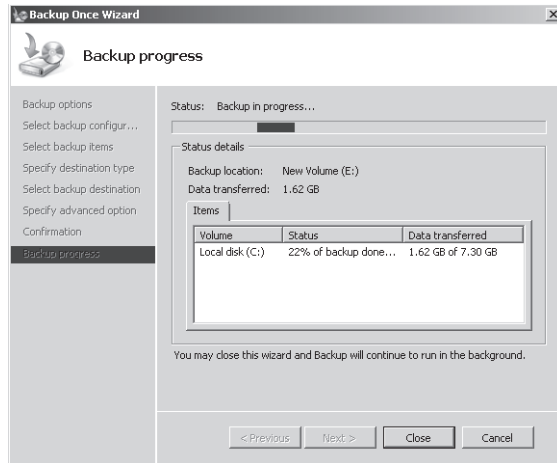 Backup Once Wizard
Backup progress
Backup options
Select backup configur...
Select backup items
Specify destination type
Select backup destination
Specify advanced option
Confirmation
Backup progress
Status: Backup in progress...
Status details
Backup location: New Volume (E:)
Data transferred: 1.62 GB
Items
Volume Status Data transferred
Local disk (C:) 22% of backup done... 1.62 GB of 7.30 GB
You may close this wizard and Backup will continue to run in the background.
< Previous Next > Close Cancel